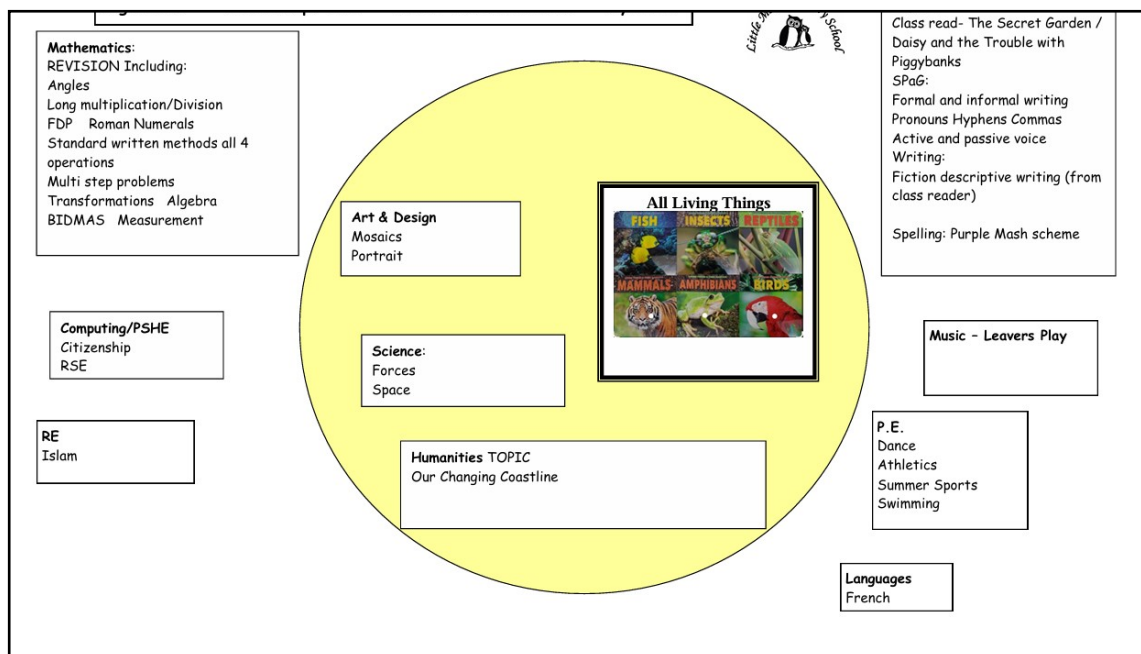 Little M y School
Mathematics:
REVISION Including:
Angles
Long multiplication/Division
FDP Roman Numerals
Standard written methods all 4
operations
Multi step problems
Transformations Algebra
BIDMAS Measurement
Class read- The Secret Garden /
Daisy and the Trouble with
Piggybanks
SPaG:
Formal and informal writing
Pronouns Hyphens Commas
Active and passive voice
Writing:
Fiction descriptive writing (from
class reader)
Spelling: Purple Mash scheme
Art & Design
Mosaics
Portrait
All Living Things
FISH INSECTS REPTILES
MAMMALS AMPHIBIANS BIRDS
Computing/PSHE
Citizenship
RSE
Science:
Forces
Space
Music – Leavers Play
RE
Islam
Humanities TOPIC
Our Changing Coastline
P.E.
Dance
Athletics
Summer Sports
Swimming
Languages
French